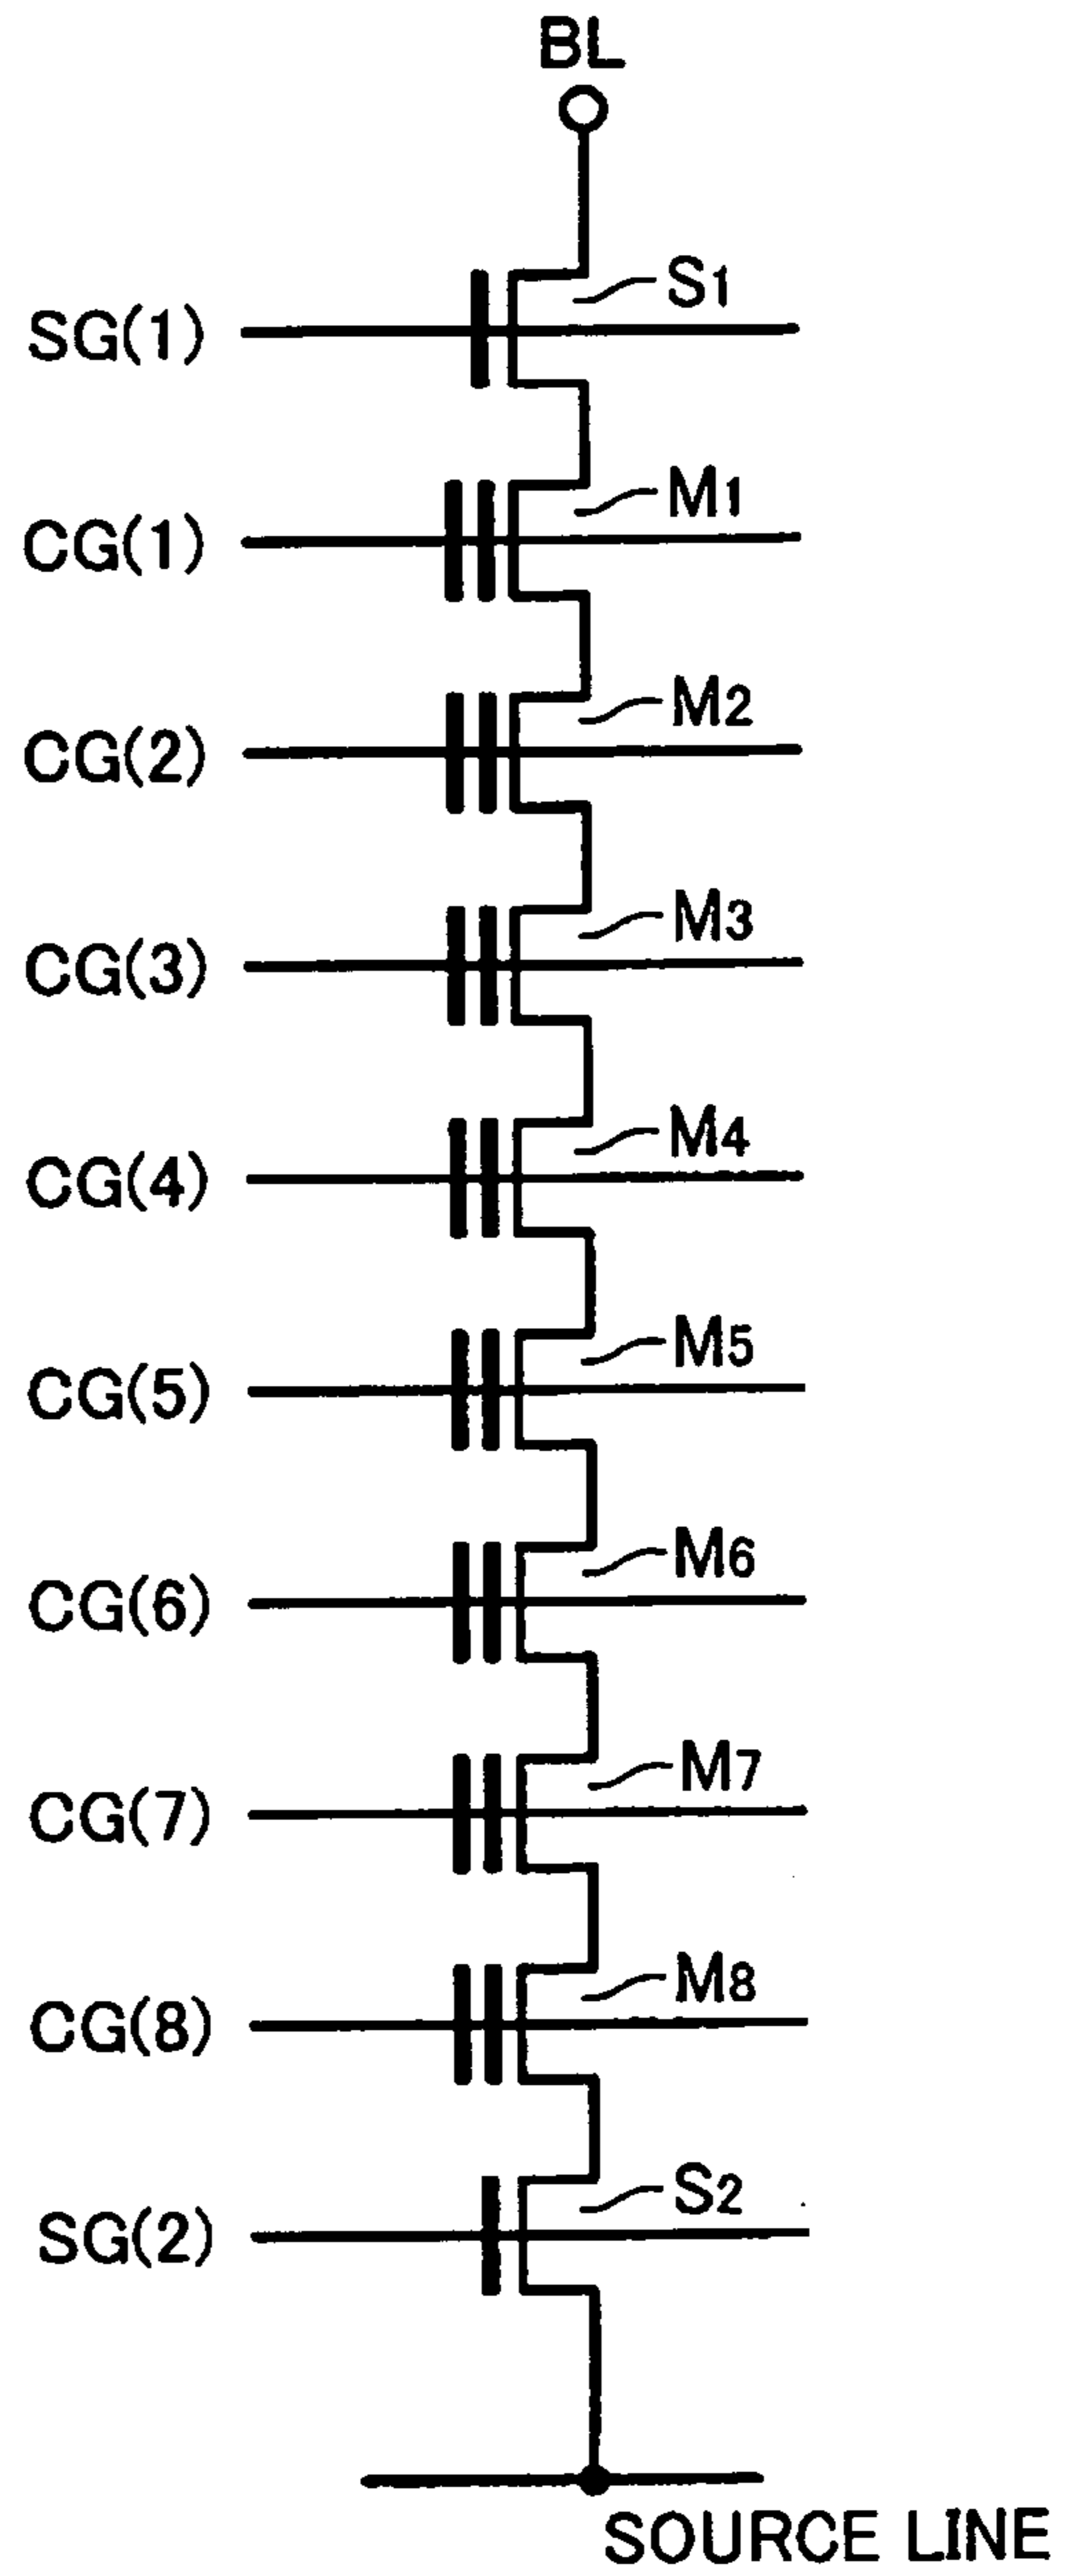 BL
SG(1) S1
CG(1) M1
CG(2) M2
CG(3) M3
CG(4) M4
CG(5) M5
CG(6) M6
CG(7) M7
CG(8) M8
SG(2) S2
SOURCE LINE